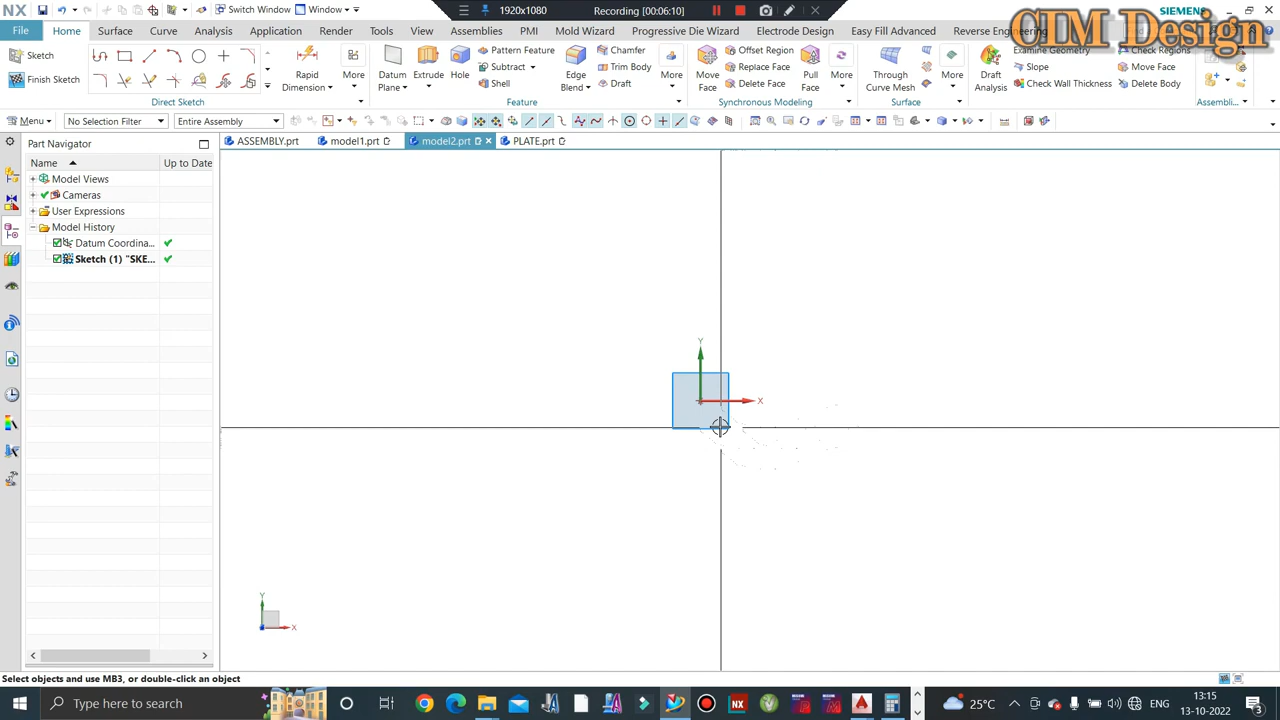 NX Switch Window Window 1920x1080 Recording [00:06:10] SIEMENS
CIM Design
File Home Surface Curve Analysis Application Render Tools View Assemblies PMI Mold Wizard Progressive Die Wizard Electrode Design Easy Fill Advanced Reverse Engineering
Sketch Pattern Feature Chamfer Offset Region Examine Geometry Check Regions
Subtract Trim Body Replace Face Slope Move Face
Finish Sketch Rapid Dimension More Datum Plane Extrude Hole Shell Edge Blend Draft More Move Face Delete Face Pull Face More Through Curve Mesh More Draft Analysis Check Wall Thickness Delete Body
Direct Sketch Feature Synchronous Modeling Surface Assembli...
Menu No Selection Filter Entire Assembly
Part Navigator ASSEMBLY.prt model1.prt model2.prt PLATE.prt
Name Up to Date
Model Views
Cameras
User Expressions
Model History
Datum Coordina...
Sketch (1) "SKE...
Y
X
Y
X
Select objects and use MB3, or double-click an object
Type here to search 25°C ENG 13:15
13-10-2022
3